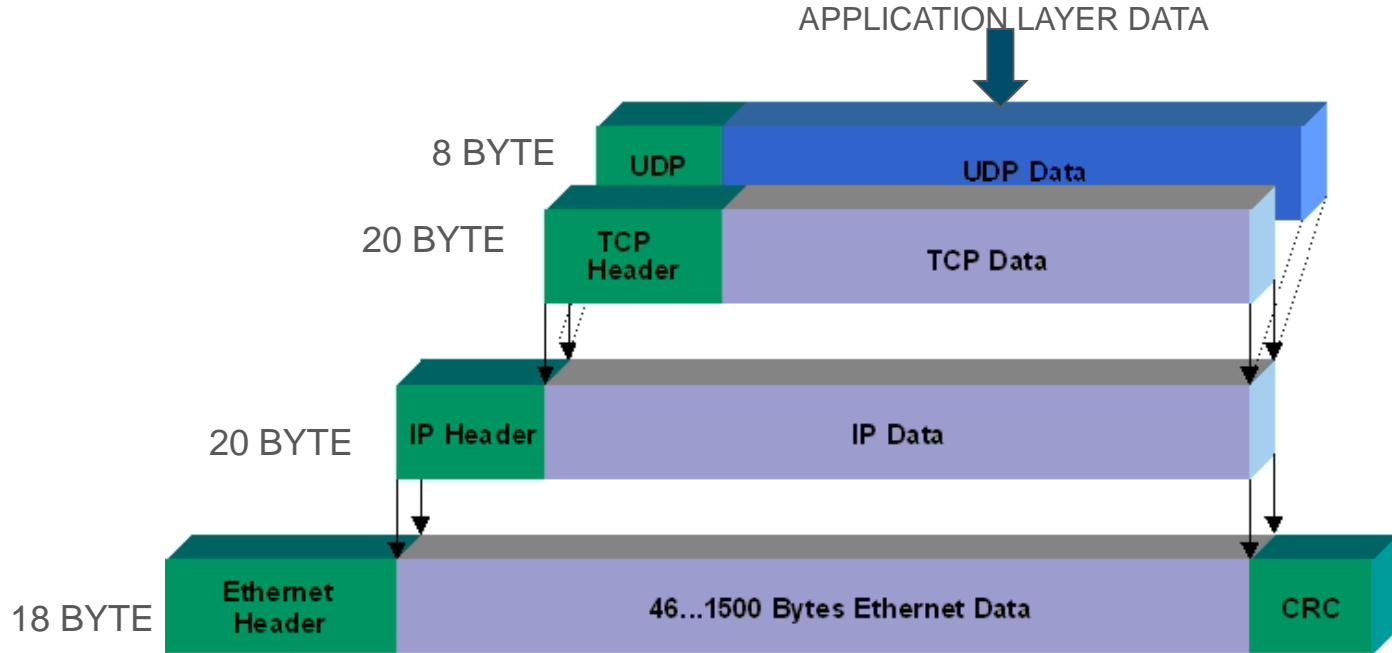 APPLICATION LAYER DATA
8 BYTE
UDP
UDP Data
20 BYTE
TCP
Header
TCP Data
20 BYTE
IP Header
IP Data
18 BYTE
Ethernet
Header
46...1500 Bytes Ethernet Data
CRC